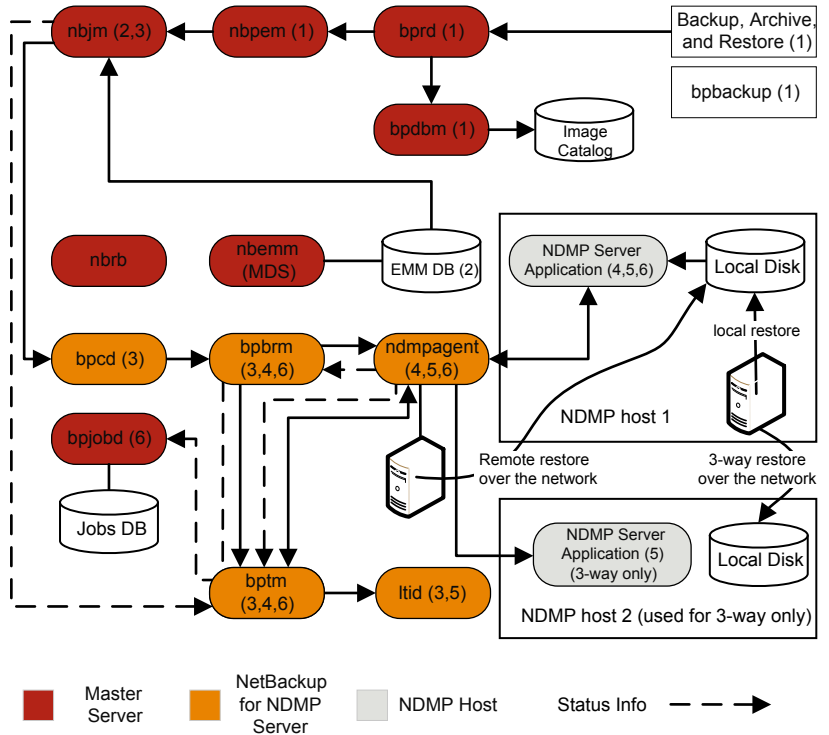 nbjm (2,3)
nbpem (1)
bprd (1)
Backup, Archive,
and Restore (1)
bpbackup (1)
bpdbm (1)
Image
Catalog
nbrb
nbemm
(MDS)
EMM DB (2)
NDMP Server
Application (4,5,6)
Local Disk
local restore
bpcd (3)
bpbrm
(3,4,6)
ndmpagent
(4,5,6)
NDMP host 1
bpjobd (6)
Jobs DB
Remote restore
over the network
3-way restore
over the network
NDMP Server
Application (5)
(3-way only)
Local Disk
bptm
(3,4,6)
ltid (3,5)
NDMP host 2 (used for 3-way only)
Master
Server
NetBackup
for NDMP
Server
NDMP Host
Status Info